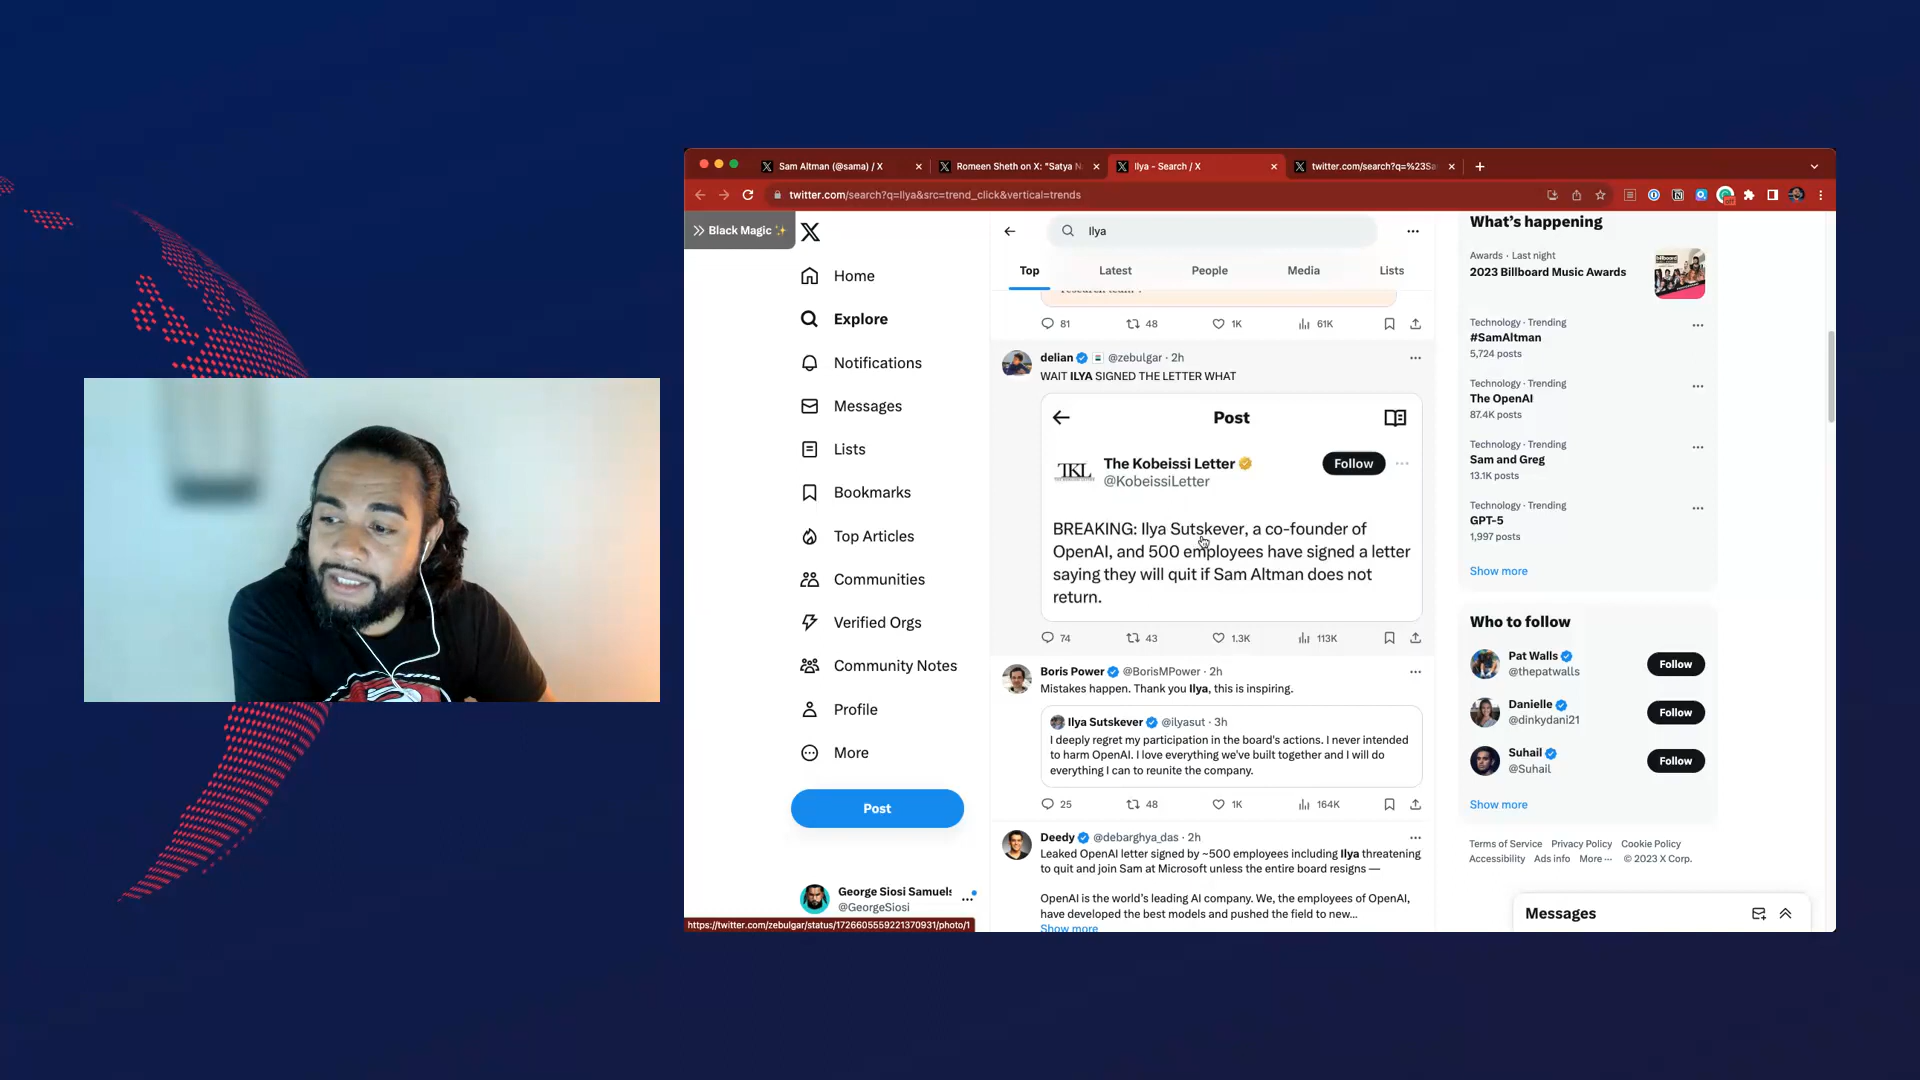 Sam Altman (@sama) / X
Romeen Sheth on X: "Satya N
Ilya - Search / X
twitter.com/search?q=%23Sa
twitter.com/search?q=Ilya&src=trend_click&vertical=trends
Black Magic ✨
Home
Explore
Notifications
Messages
Lists
Bookmarks
Top Articles
Communities
Verified Orgs
Community Notes
Profile
More
Post
George Siosi Samuels
@GeorgeSiosi
https://twitter.com/zebulgar/status/1726605559221370931/photo/1
Ilya
Top Latest People Media Lists
81 48 1K 61K
delian @zebulgar · 2h
WAIT ILYA SIGNED THE LETTER WHAT
Post
TKL
The Kobeissi Letter
@KobeissiLetter
Follow
BREAKING: Ilya Sutskever, a co-founder of
OpenAI, and 500 employees have signed a letter
saying they will quit if Sam Altman does not
return.
74 43 1.3K 113K
Boris Power @BorisMPower · 2h
Mistakes happen. Thank you Ilya, this is inspiring.
Ilya Sutskever @ilyasut · 3h
I deeply regret my participation in the board's actions. I never intended
to harm OpenAI. I love everything we've built together and I will do
everything I can to reunite the company.
25 48 1K 164K
Deedy @debarghya_das · 2h
Leaked OpenAI letter signed by ~500 employees including Ilya threatening
to quit and join Sam at Microsoft unless the entire board resigns —
OpenAI is the world's leading AI company. We, the employees of OpenAI,
have developed the best models and pushed the field to new...
Show more
What's happening
Awards · Last night
2023 Billboard Music Awards
Technology · Trending
#SamAltman
5,724 posts
Technology · Trending
The OpenAI
87.4K posts
Technology · Trending
Sam and Greg
13.1K posts
Technology · Trending
GPT-5
1,997 posts
Show more
Who to follow
Pat Walls
@thepatwalls
Follow
Danielle
@dinkydani21
Follow
Suhail
@Suhail
Follow
Show more
Terms of Service Privacy Policy Cookie Policy
Accessibility Ads info More ··· © 2023 X Corp.
Messages